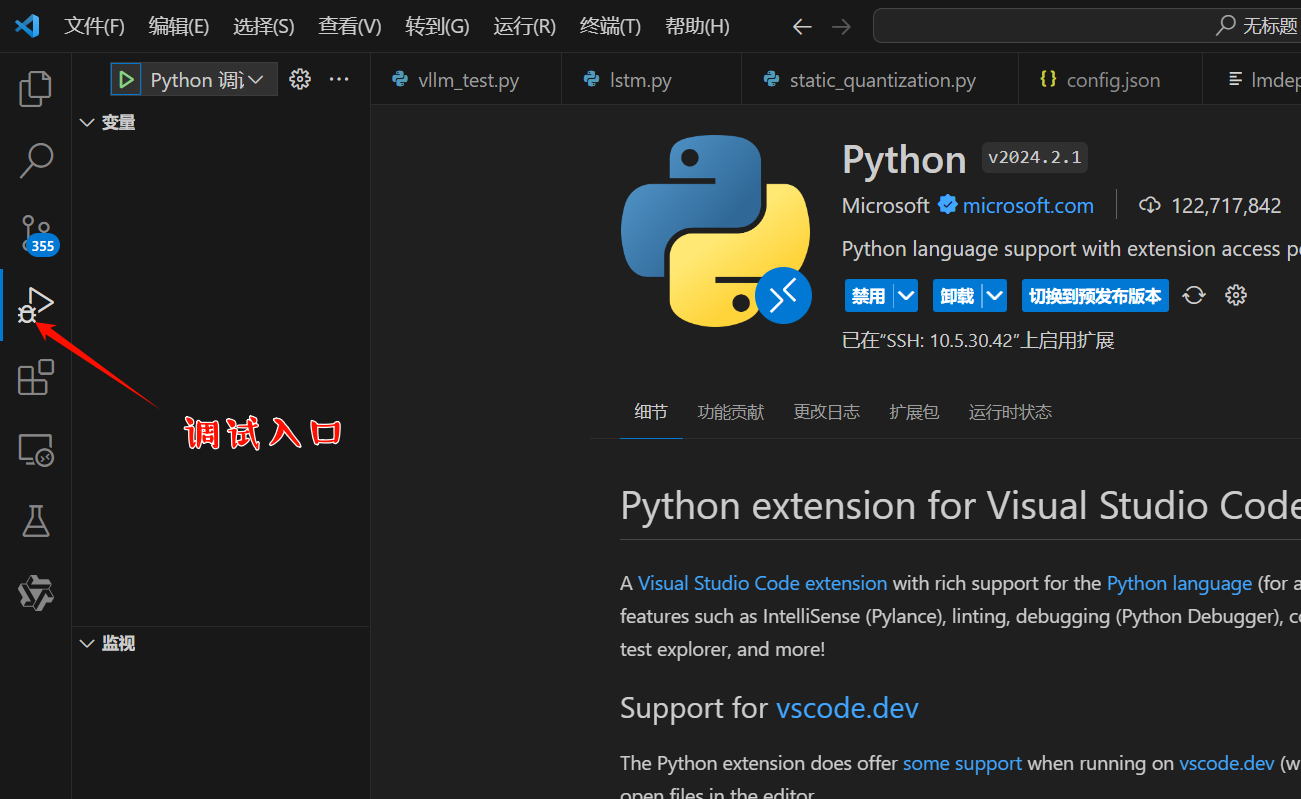 文件(F) 编辑(E) 选择(S) 查看(V) 转到(G) 运行(R) 终端(T) 帮助(H) 无标题
Python 调
vllm_test.py lstm.py static_quantization.py {} config.json
变量
Python v2024.2.1
Microsoft microsoft.com 122,717,842
355
Python language support with extension access
禁用 卸载 切换到预发布版本
已在“SSH: 10.5.30.42”上启用扩展
调试入口
细节 功能贡献 更改日志 扩展包 运行时状态
Python extension for Visual Studio Code
A Visual Studio Code extension with rich support for the Python language (for
features such as IntelliSense (Pylance), linting, debugging (Python Debugger),
test explorer, and more!
监视
Support for vscode.dev
The Python extension does offer some support when running on vscode.dev
open files in the editor